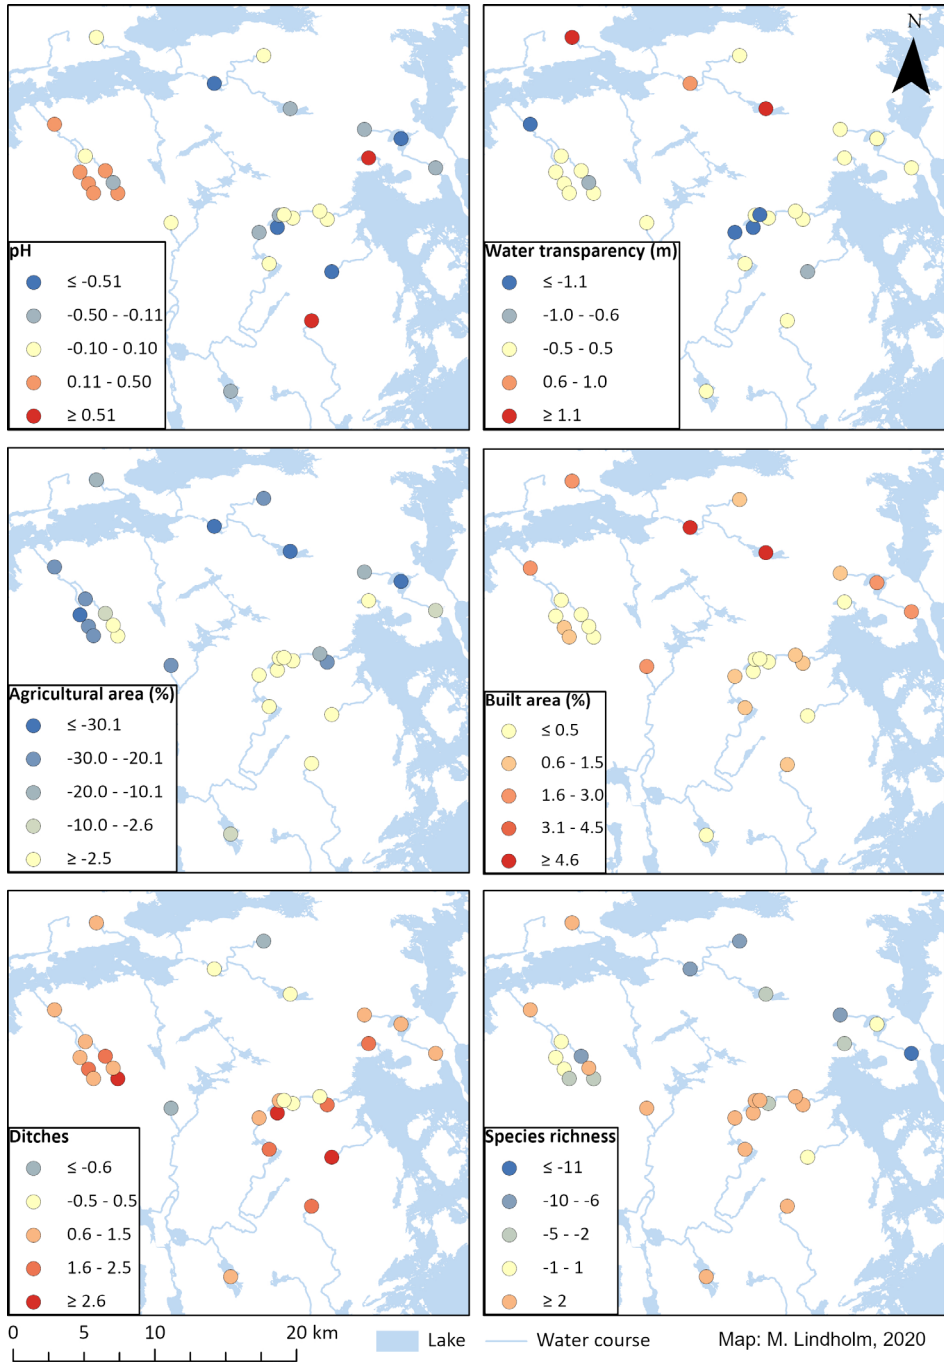 N
pH
≤ -0.51
-0.50 - -0.11
-0.10 - 0.10
0.11 - 0.50
≥ 0.51
Water transparency (m)
≤ -1.1
-1.0 - -0.6
-0.5 - 0.5
0.6 - 1.0
≥ 1.1
Agricultural area (%)
≤ -30.1
-30.0 - -20.1
-20.0 - -10.1
-10.0 - -2.6
≥ -2.5
Built area (%)
≤ 0.5
0.6 - 1.5
1.6 - 3.0
3.1 - 4.5
≥ 4.6
Ditches
≤ -0.6
-0.5 - 0.5
0.6 - 1.5
1.6 - 2.5
≥ 2.6
Species richness
≤ -11
-10 - -6
-5 - -2
-1 - 1
≥ 2
0 5 10 20 km
Lake
Water course
Map: M. Lindholm, 2020